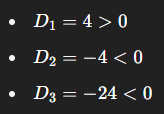 • D₁ = 4 > 0
• D₂ = −4 < 0
• D₃ = −24 < 0